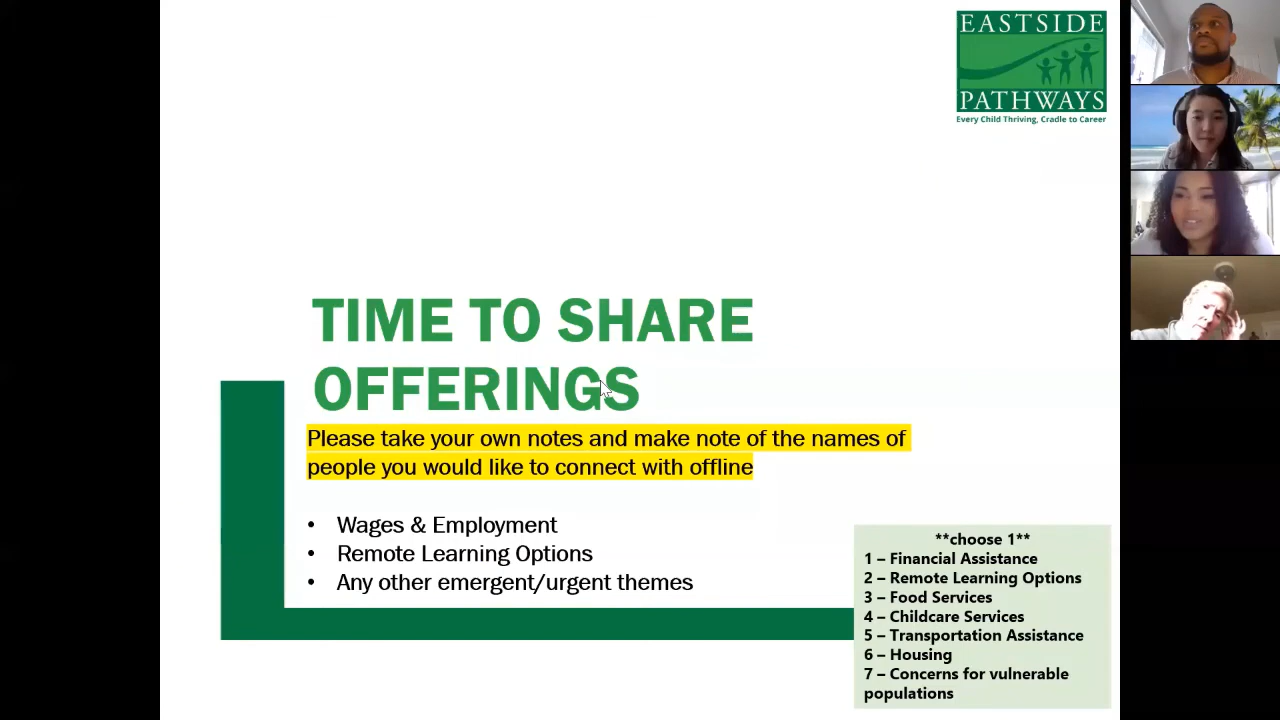 EASTSIDE
PATHWAYS
Every Child Thriving, Cradle to Career
TIME TO SHARE
OFFERINGS
Please take your own notes and make note of the names of
people you would like to connect with offline
• Wages & Employment
• Remote Learning Options
• Any other emergent/urgent themes
**choose 1**
1 – Financial Assistance
2 – Remote Learning Options
3 – Food Services
4 – Childcare Services
5 – Transportation Assistance
6 – Housing
7 – Concerns for vulnerable
populations